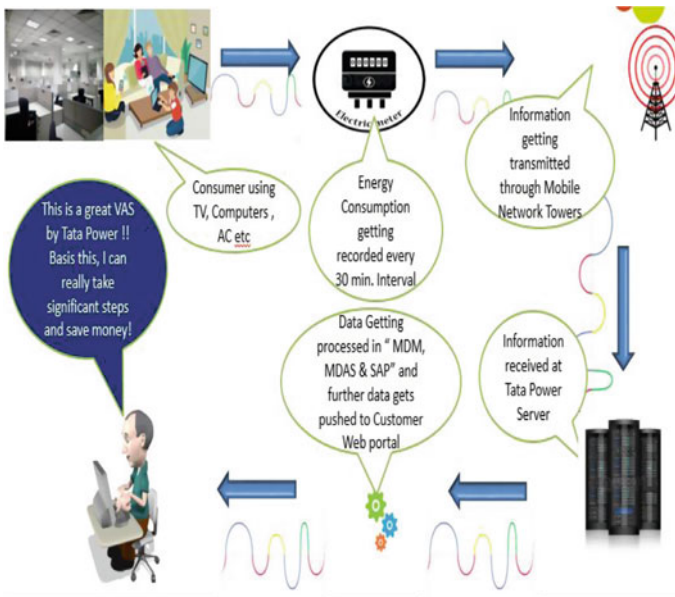 Electric meter
Information
getting
transmitted
through Mobile
Network Towers
Consumer using
TV, Computers ,
AC etc
Energy
Consumption
getting
recorded every
30 min. Interval
This is a great VAS
by Tata Power !!
Basis this, I can
really take
significant steps
and save money!
Data Getting
processed in “ MDM,
MDAS & SAP” and
further data gets
pushed to Customer
Web portal
Information
received at
Tata Power
Server